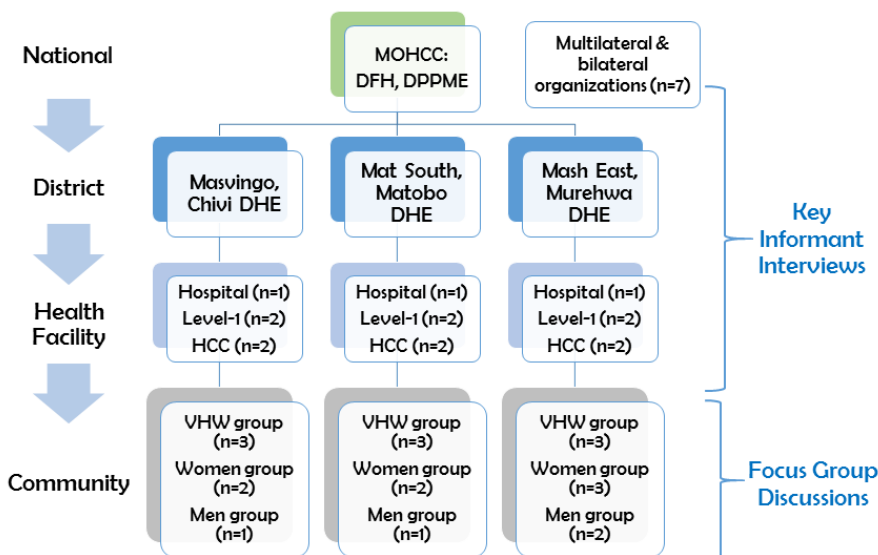 National
MOHCC:
DFH, DPPME
Multilateral &
bilateral
organizations (n=7)
District
Masvingo,
Chivi DHE
Mat South,
Matobo
DHE
Mash East,
Murehwa
DHE
Key
Informant
Interviews
Health
Facility
Hospital (n=1)
Level-1 (n=2)
HCC (n=2)
Hospital (n=1)
Level-1 (n=2)
HCC (n=2)
Hospital (n=1)
Level-1 (n=2)
HCC (n=2)
Community
VHW group
(n=3)
Women group
(n=2)
Men group
(n=1)
VHW group
(n=3)
Women group
(n=2)
Men group
(n=1)
VHW group
(n=3)
Women group
(n=3)
Men group
(n=2)
Focus Group
Discussions